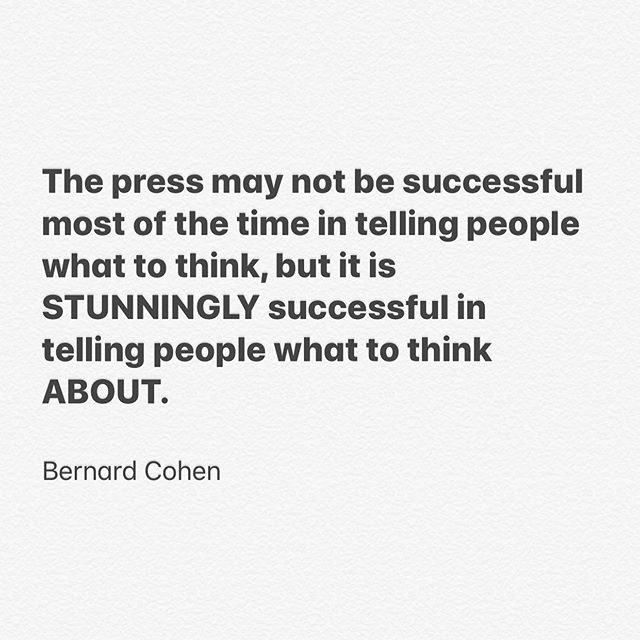 The press may not be successful
most of the time in telling people
what to think, but it is
STUNNINGLY successful in
telling people what to think
ABOUT.
Bernard Cohen